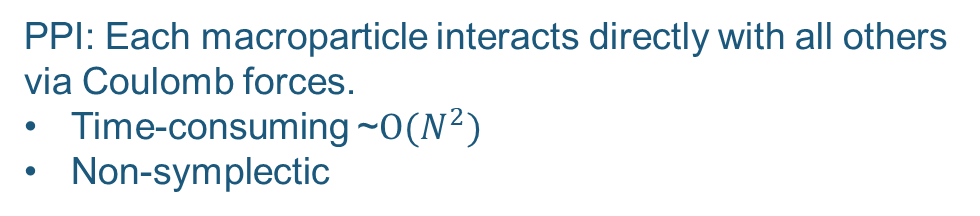 PPI: Each macroparticle interacts directly with all others
via Coulomb forces.
• Time-consuming ~O(𝑁²)
• Non-symplectic